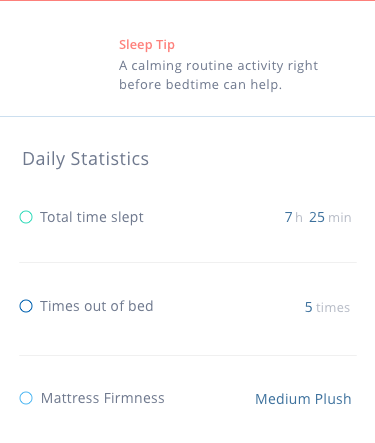 Sleep Tip
A calming routine activity right
before bedtime can help.
Daily Statistics
Total time slept 7 h 25 min
Times out of bed 5 times
Mattress Firmness Medium Plush